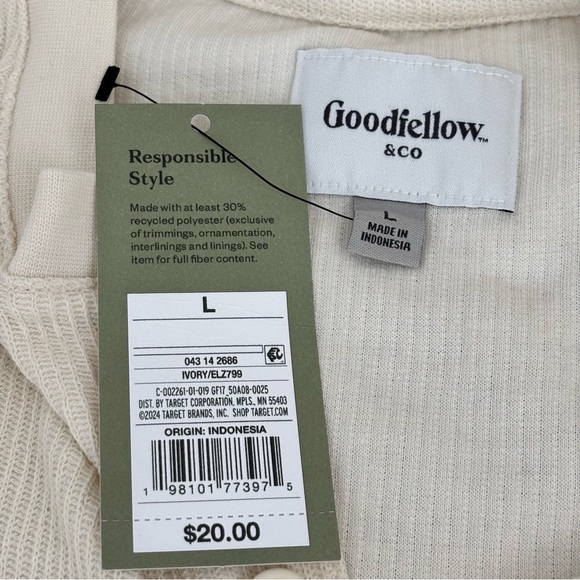 Goodfellow™
&CO
L
MADE IN
INDONESIA
Responsible
Style
Made with at least 30%
recycled polyester (exclusive
of trimmings, ornamentation,
interlinings and linings). See
item for full fiber content.
L
043 14 2686
IVORY/ELZ799
C-002261-01-019 GF17_50A08-0025
DIST. BY TARGET CORPORATION, MPLS., MN 55403
©2024 TARGET BRANDS, INC. SHOP TARGET.COM
ORIGIN: INDONESIA
1 98101 77397 5
$20.00